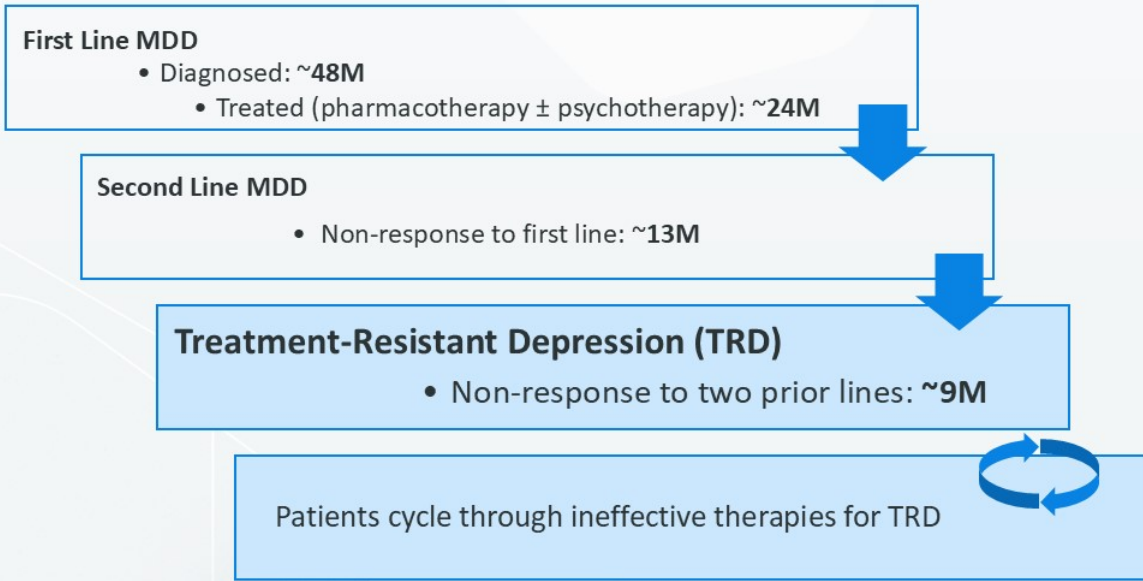 First Line MDD
• Diagnosed: ~48M
• Treated (pharmacotherapy ± psychotherapy): ~24M
Second Line MDD
• Non-response to first line: ~13M
Treatment-Resistant Depression (TRD)
• Non-response to two prior lines: ~9M
Patients cycle through ineffective therapies for TRD